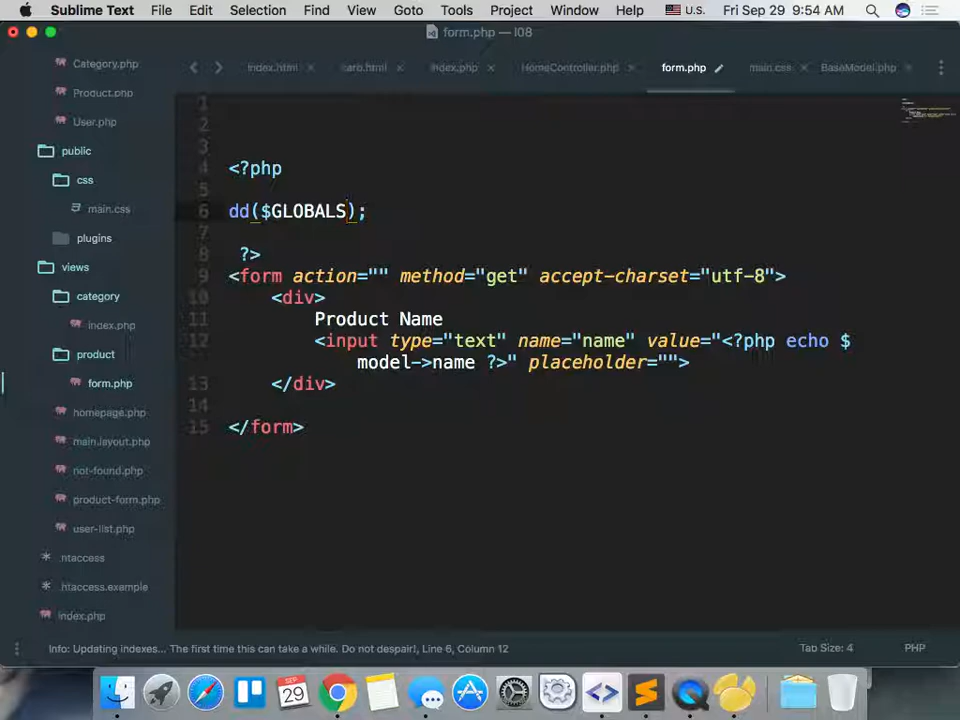 Sublime Text File Edit Selection Find View Goto Tools Project Window Help U.S. Fri Sep 29 9:54 AM
form.php — l08
index.html × carb.html × index.php × HomeController.php × form.php main.css × BaseModel.php ×
Category.php
Product.php
User.php
public
css
main.css
plugins
views
category
index.php
product
form.php
homepage.php
main.layout.php
not-found.php
product-form.php
user-list.php
.htaccess
htaccess.example
index.php
1
2
3
4 <?php
5
6 dd($GLOBALS);
7
8 ?>
9 <form action="" method="get" accept-charset="utf-8">
10 <div>
11 Product Name
12 <input type="text" name="name" value="<?php echo $
model->name ?>" placeholder="">
13 </div>
14
15 </form>
Info: Updating indexes... The first time this can take a while. Do not despair!, Line 6, Column 12 Tab Size: 4 PHP
SEP
29